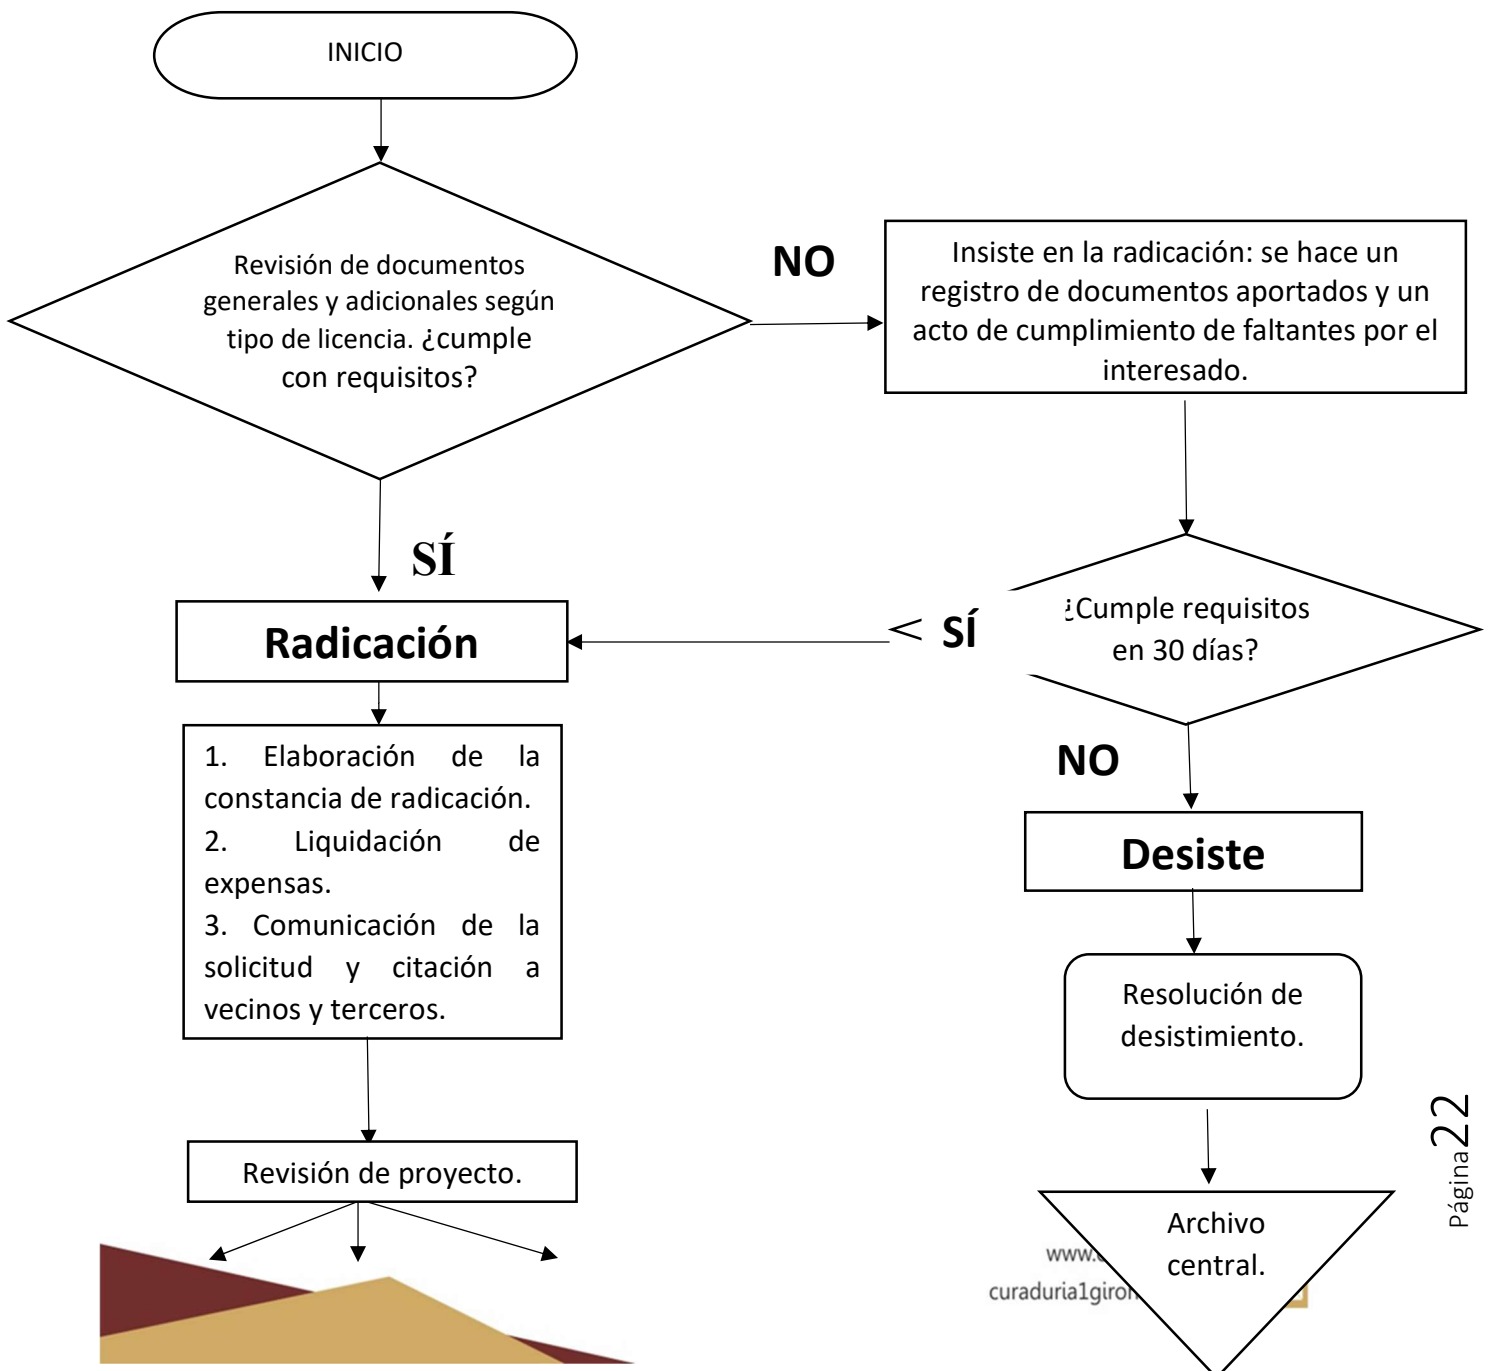 INICIO
Revisión de documentos
generales y adicionales según
tipo de licencia. ¿cumple
con requisitos?
NO
Insiste en la radicación: se hace un
registro de documentos aportados y un
acto de cumplimiento de faltantes por el
interesado.
SÍ
Radicación
SÍ
¿Cumple requisitos
en 30 días?
1. Elaboración de la
constancia de radicación.
2. Liquidación de
expensas.
3. Comunicación de la
solicitud y citación a
vecinos y terceros.
NO
Desiste
Resolución de
desistimiento.
Revisión de proyecto.
Archivo
central.
www.
curaduria1giron
Página22